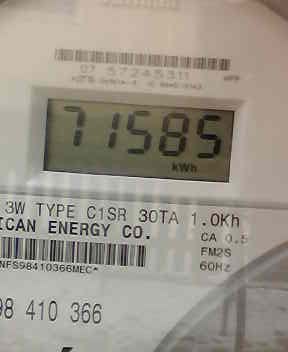 07 57245311
71585
kWh
3W TYPE C1SR 30TA 1.0Kh
ICAN ENERGY CO.
CA 0.5
FM2S
60Hz
NFS98410366MEC*
98 410 366